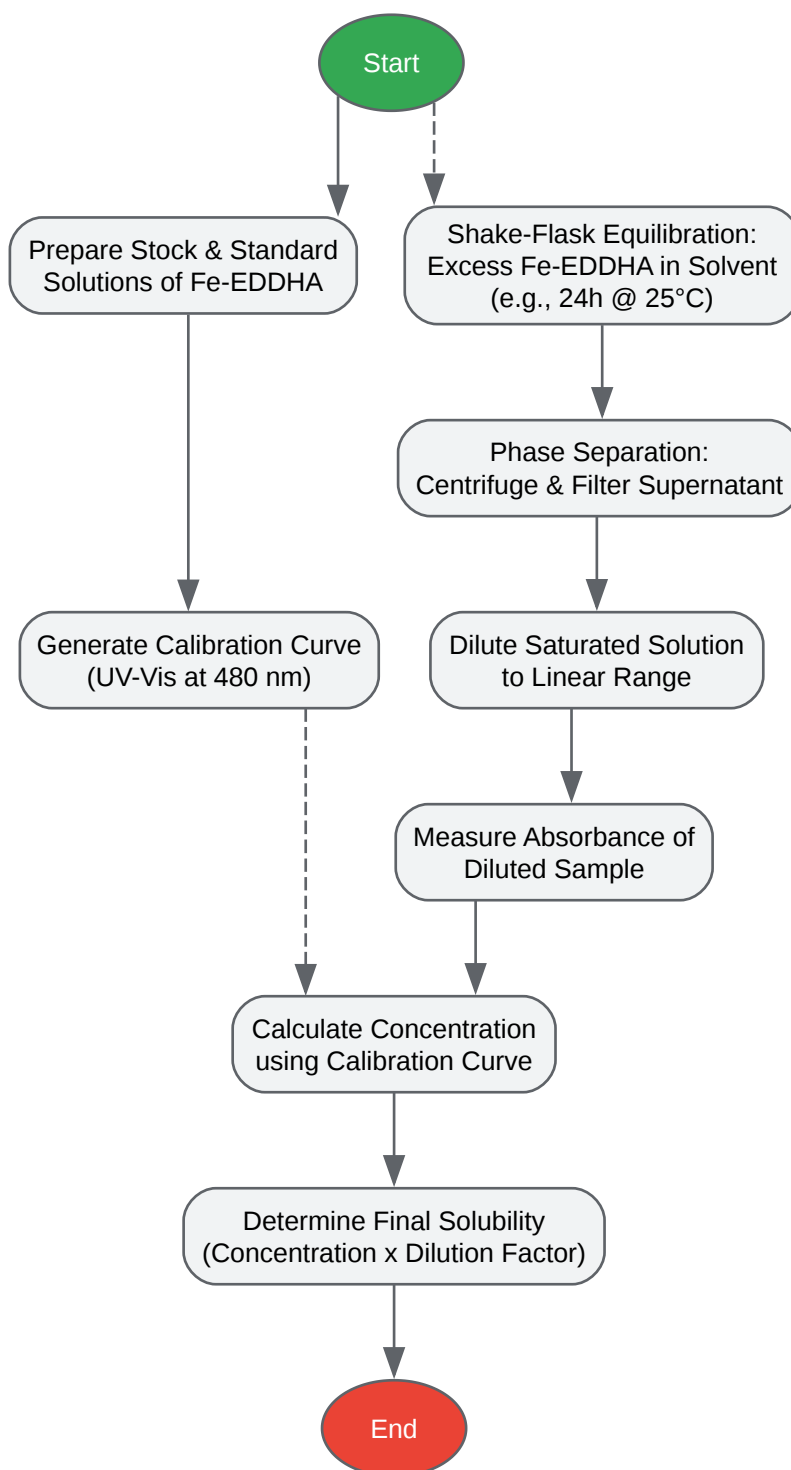 Start
Prepare Stock & Standard
Solutions of Fe-EDDHA
Shake-Flask Equilibration:
Excess Fe-EDDHA in Solvent
(e.g., 24h @ 25°C)
Phase Separation:
Centrifuge & Filter Supernatant
Generate Calibration Curve
(UV-Vis at 480 nm)
Dilute Saturated Solution
to Linear Range
Measure Absorbance of
Diluted Sample
Calculate Concentration
using Calibration Curve
Determine Final Solubility
(Concentration x Dilution Factor)
End